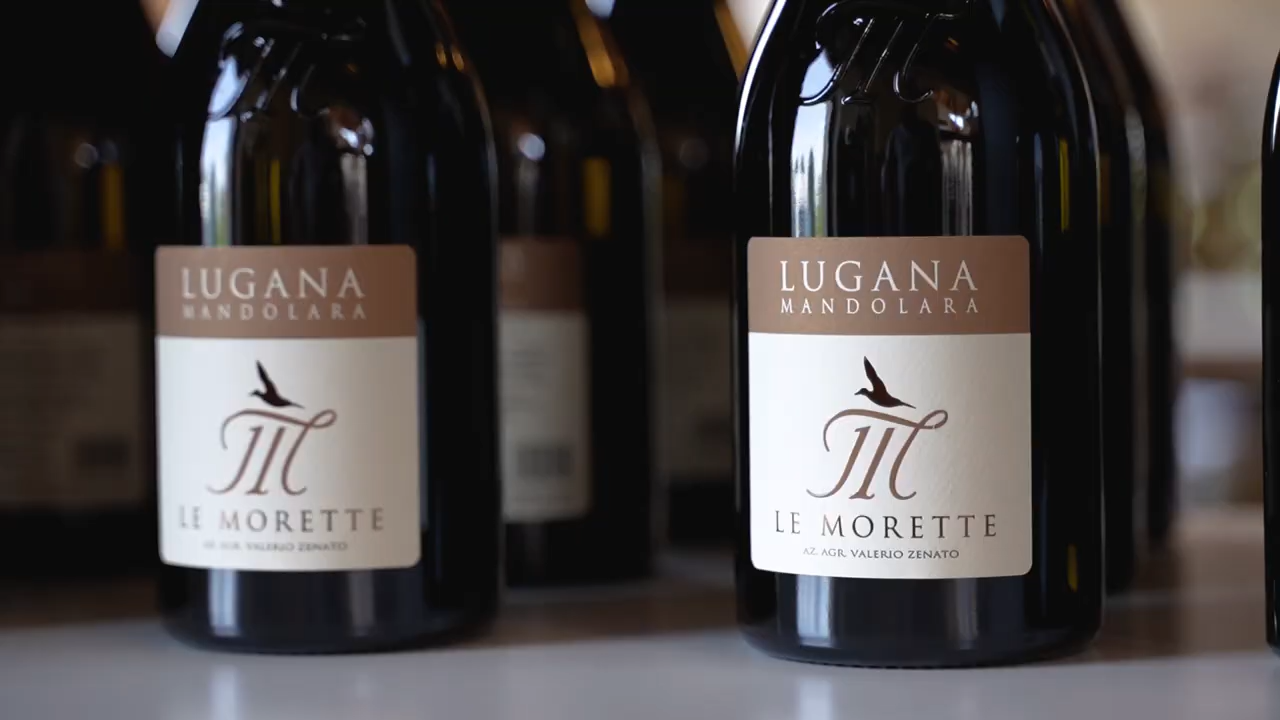 LUGANA
MANDOLARA
LE MORETTE
AZ. AGR. VALERIO ZENATO
LUGANA
MANDOLARA
LE MORETTE
AZ. AGR. VALERIO ZENATO